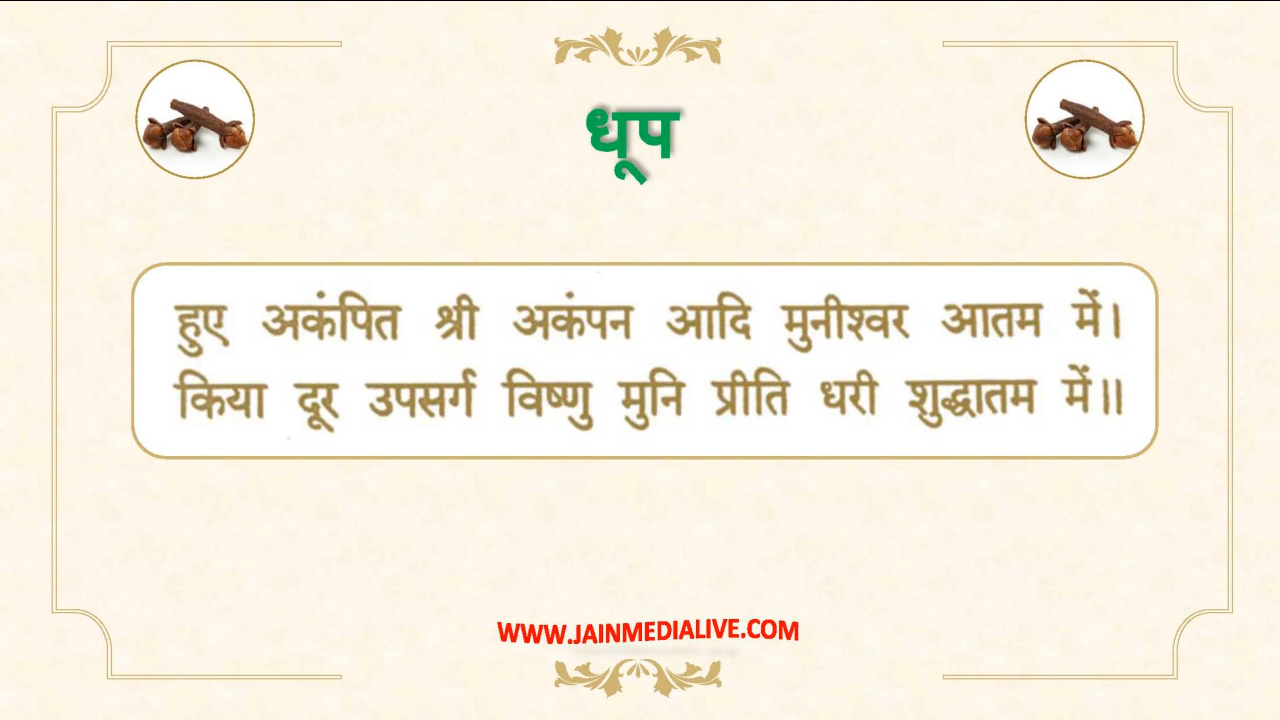 धूप
हुए अकंपित श्री अकंपन आदि मुनीश्वर आतम में।
किया दूर उपसर्ग विष्णु मुनि प्रीति धरी शुद्धातम में॥
WWW.JAINMEDIALIVE.COM